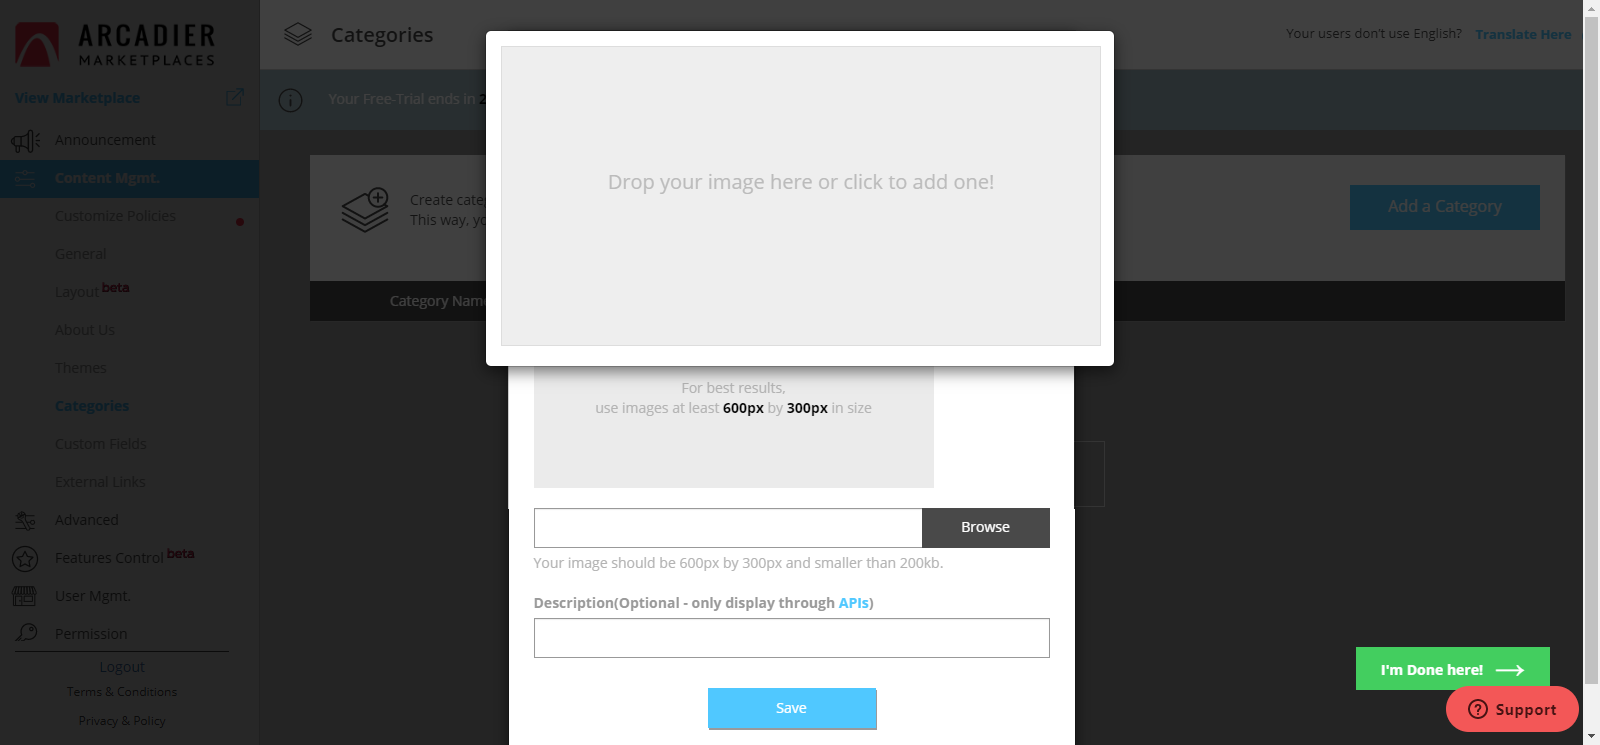 ARCADIER
MARKETPLACES
View Marketplace
Announcement
Content Mgmt.
Customize Policies
General
Layout beta
About Us
Themes
Categories
Custom Fields
External Links
Advanced
Features Control beta
User Mgmt.
Permission
Logout
Terms & Conditions
Privacy & Policy
Categories
Your users don't use English? Translate Here
Your Free-Trial ends in 2
Create cate
This way, yo
Add a Category
Category Nam
Drop your image here or click to add one!
For best results,
use images at least 600px by 300px in size
Browse
Your image should be 600px by 300px and smaller than 200kb.
Description(Optional - only display through APIs)
Save
I'm Done here!
Support